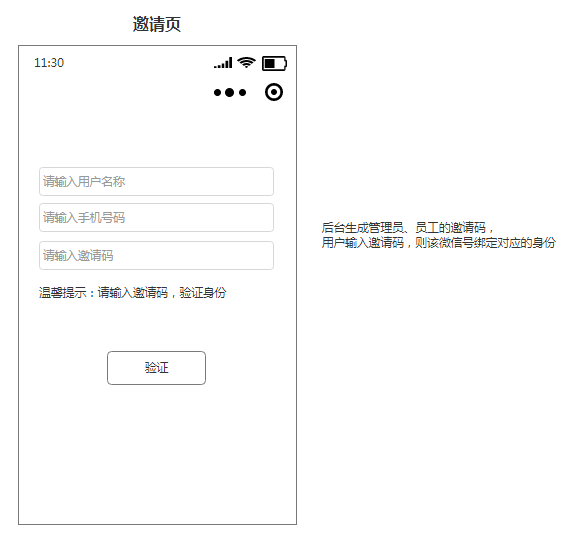 邀请页
11:30
请输入用户名称
请输入手机号码
请输入邀请码
温馨提示：请输入邀请码，验证身份
验证
后台生成管理员、员工的邀请码，
用户输入邀请码，则该微信号绑定对应的身份